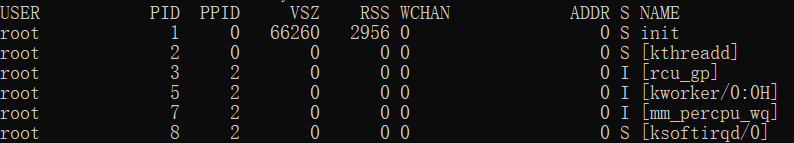 USER PID PPID VSZ RSS WCHAN ADDR S NAME
root 1 0 66260 2956 0 0 S init
root 2 0 0 0 0 0 S [kthreadd]
root 3 2 0 0 0 0 I [rcu_gp]
root 5 2 0 0 0 0 I [kworker/0:0H]
root 7 2 0 0 0 0 I [mm_percpu_wq]
root 8 2 0 0 0 0 S [ksoftirqd/0]